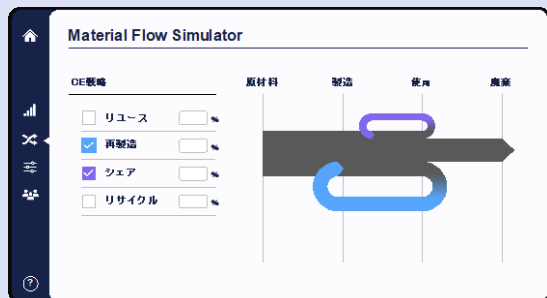 Material Flow Simulator
CE戦略
原材料 製造 使用 廃棄
リユース %
再製造 %
シェア %
リサイクル %
?